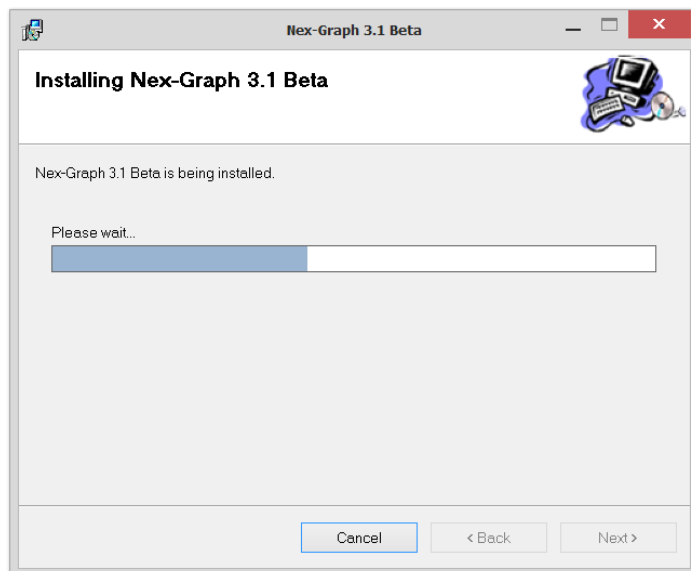 Nex-Graph 3.1 Beta
Installing Nex-Graph 3.1 Beta
Nex-Graph 3.1 Beta is being installed.
Please wait...
Cancel
< Back
Next >